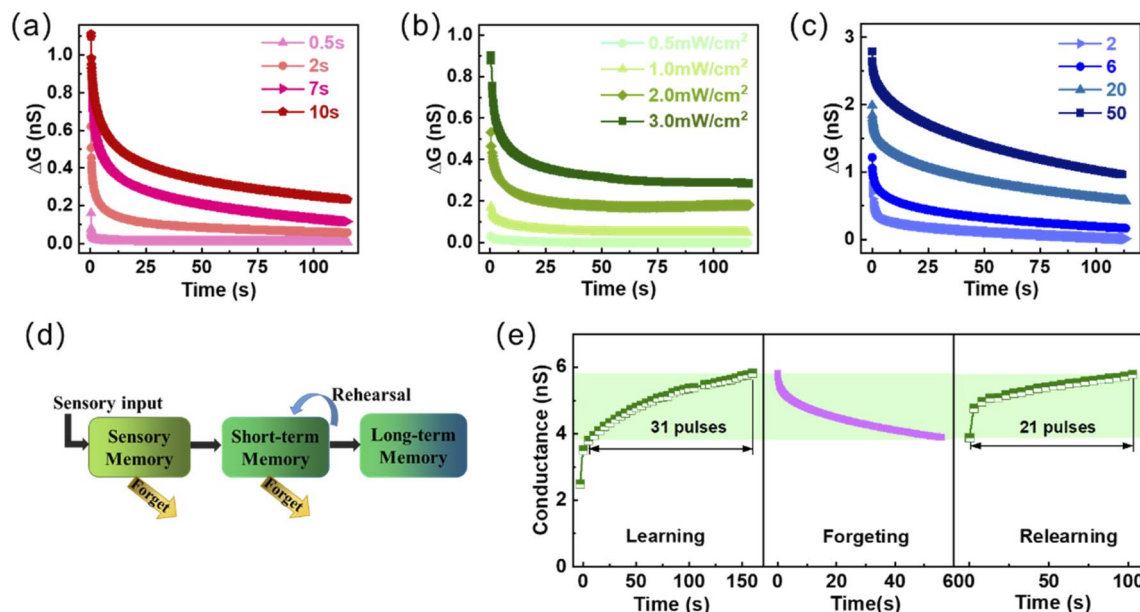 (a)
ΔG (nS)
1.0
0.8
0.6
0.4
0.2
0.0
0.5s
2s
7s
10s
0 25 50 75 100
Time (s)
(b)
ΔG (nS)
1.0
0.8
0.6
0.4
0.2
0.0
0.5mW/cm²
1.0mW/cm²
2.0mW/cm²
3.0mW/cm²
0 25 50 75 100
Time (s)
(c)
ΔG (nS)
3
2
1
0
2
6
20
50
0 25 50 75 100
Time (s)
(d)
Sensory input
Rehearsal
Sensory
Memory
Short-term
Memory
Long-term
Memory
Forget
Forget
(e)
Conductance (nS)
8
6
4
2
0
31 pulses
21 pulses
Learning
Forgeting
Relearning
0 50 100 150
0 20 40 60
0 50 100
Time (s)
Time(s)
Time (s)